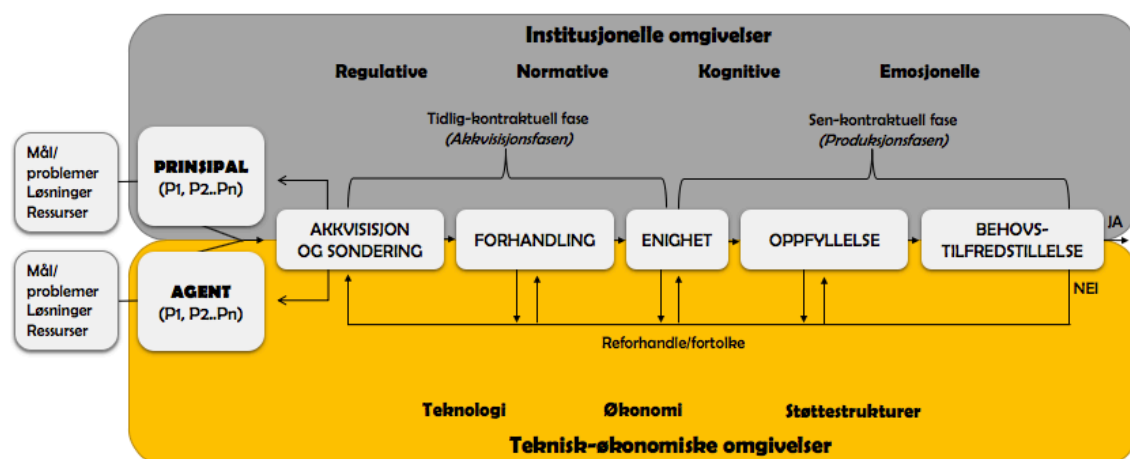 Institusjonelle omgivelser
Regulative Normative Kognitive Emosjonelle
Tidlig-kontraktuell fase
(Akkvisisjonsfasen)
Sen-kontraktuell fase
(Produksjonsfasen)
Mål/
problemer
Løsninger
Ressurser
PRINSIPAL
(P1, P2..Pn)
Mål/
problemer
Løsninger
Ressurser
AGENT
(P1, P2..Pn)
AKKVISISJON
OG SONDERING
FORHANDLING
ENIGHET
OPPFYLLELSE
BEHOVS-
TILFREDSTILLELSE
JA
NEI
Reforhandle/fortolke
Teknologi Økonomi Støttestrukturer
Teknisk-økonomiske omgivelser